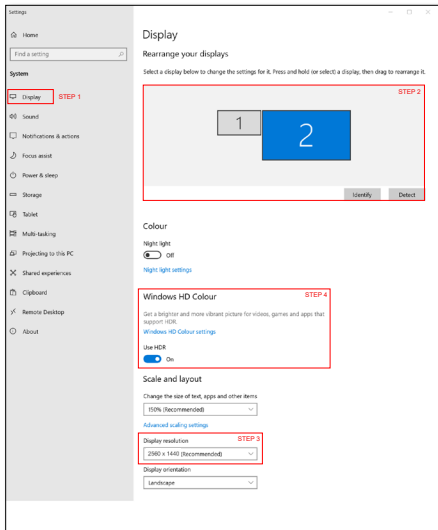 Settings
Home
Find a setting
System
Display
STEP 1
Sound
Notifications & actions
Focus assist
Power & sleep
Storage
Tablet
Multi-tasking
Projecting to this PC
Shared experiences
Clipboard
Remote Desktop
About
Display
Rearrange your displays
Select a display below to change the settings for it. Press and hold (or select) a display, then drag to rearrange it.
STEP 2
1
2
Identify
Detect
Colour
Night light
Off
Night light settings
Windows HD Colour
STEP 4
Get a brighter and more vibrant picture for videos, games and apps that
support HDR.
Windows HD Colour settings
Use HDR
On
Scale and layout
Change the size of text, apps and other items
150% (Recommended)
Advanced scaling settings
Display resolution
STEP 3
2560 x 1440 (Recommended)
Display orientation
Landscape